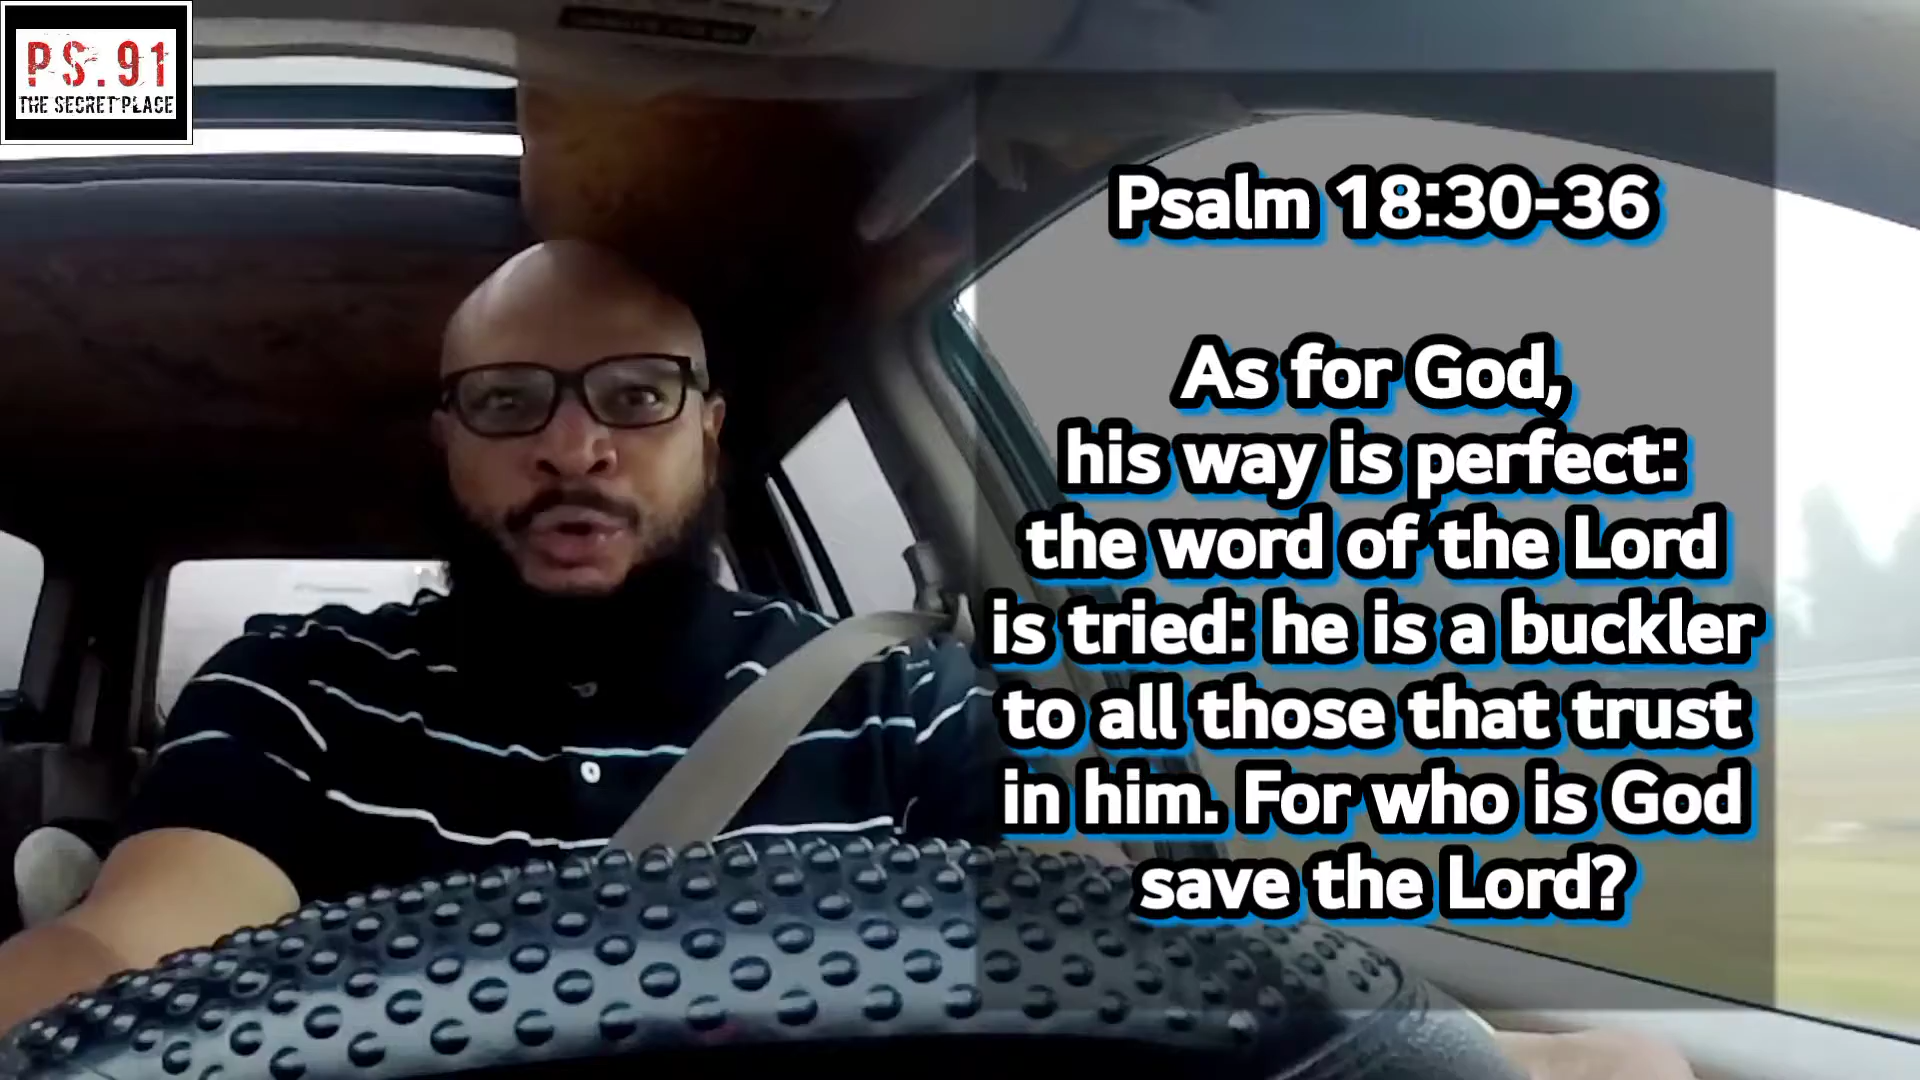 PS.91
THE SECRET PLACE
Psalm 18:30-36
As for God,
his way is perfect:
the word of the Lord
is tried: he is a buckler
to all those that trust
in him. For who is God
save the Lord?